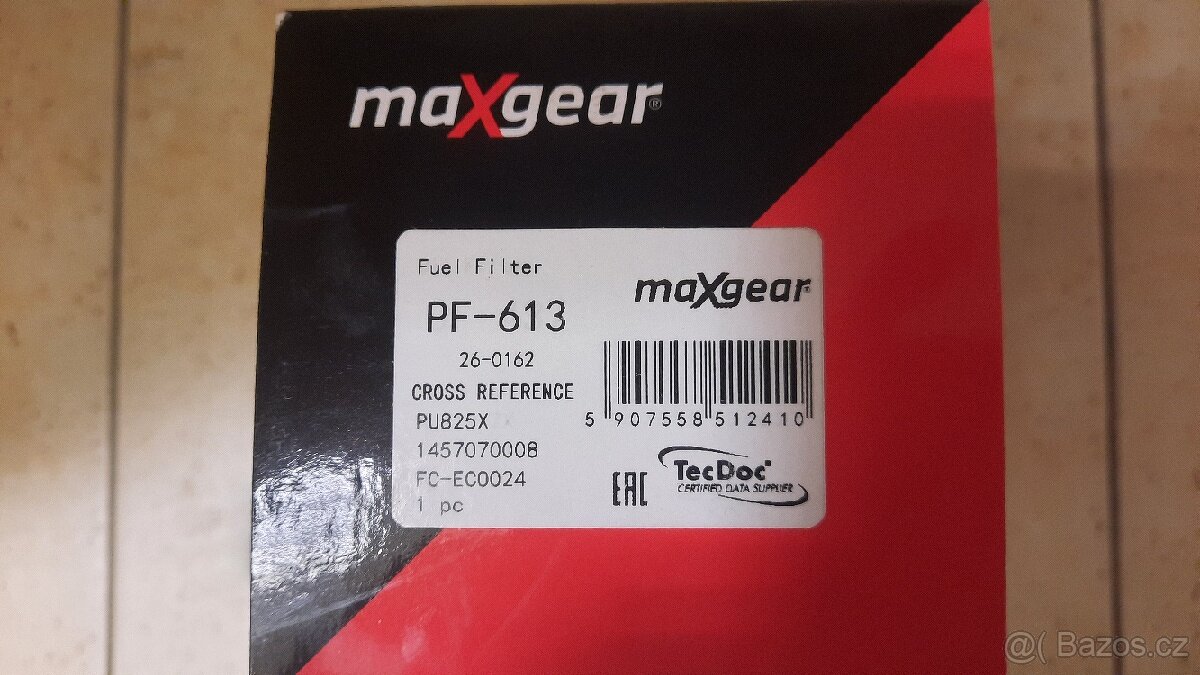 maxgear®
Fuel Filter
maxgear®
PF-613
26-0162
CROSS REFERENCE
PU825X
5 907558 512410
1457070008
FC-EC0024
1 pc
EAC
TecDoc®
CERTIFIED DATA SUPPLIER
@( Bazos.cz